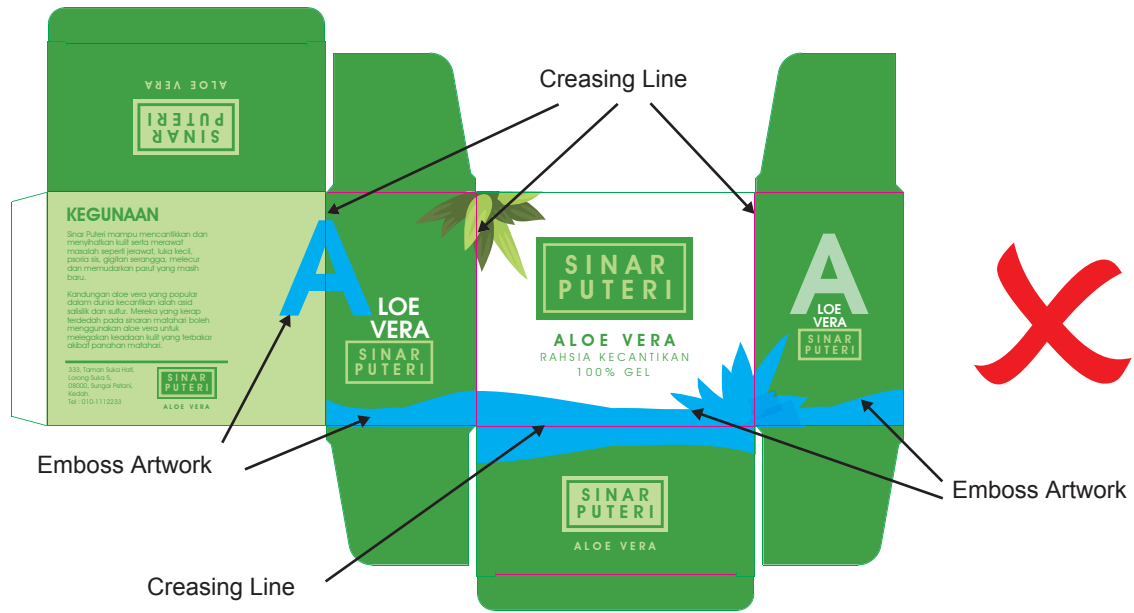 ALOE VERA
SINAR
PUTERI
Creasing Line
KEGUNAAN
Sinar Puteri mampu mencantikkan dan
menyihatkan kulit serta merawat
masalah seperti jerawat, luka kecil,
psoria sis, gigitan serangga, melecur
dan memudarkan parut yang masih
baru.
Kandungan aloe vera yang popular
dalam dunia kecantikan ialah asid
salisilik dan sulfur. Mereka yang kerap
terdedah pada sinaran matahari boleh
menggunakan aloe vera untuk
melegakan keadaan kulit yang terbakar
akibat panahan matahari.
333, Taman Suka Hati,
Lorong Suka 5,
08000, Sungai Petani,
Kedah.
Tel : 010-1112233
SINAR
PUTERI
ALOE VERA
A
LOE
VERA
SINAR
PUTERI
SINAR
PUTERI
ALOE VERA
RAHSIA KECANTIKAN
100% GEL
A
LOE
VERA
SINAR
PUTERI
Emboss Artwork
Emboss Artwork
SINAR
PUTERI
ALOE VERA
Creasing Line